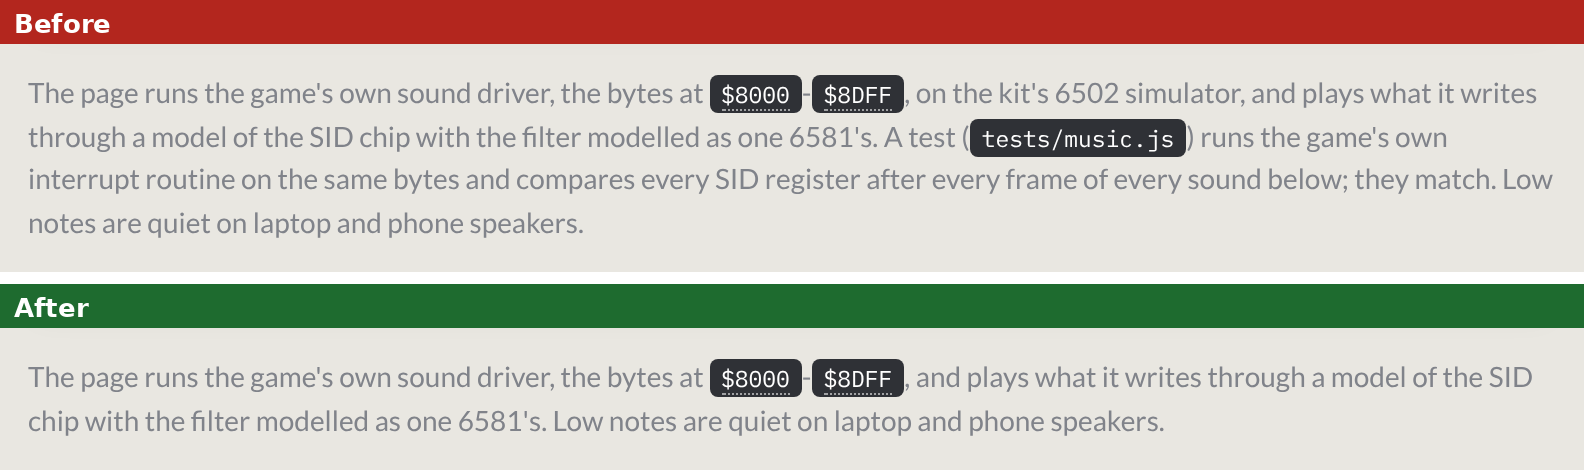 Before
The page runs the game's own sound driver, the bytes at $8000-$8DFF, on the kit's 6502 simulator, and plays what it writes
through a model of the SID chip with the filter modelled as one 6581's. A test (tests/music.js) runs the game's own
interrupt routine on the same bytes and compares every SID register after every frame of every sound below; they match. Low
notes are quiet on laptop and phone speakers.
After
The page runs the game's own sound driver, the bytes at $8000-$8DFF, and plays what it writes through a model of the SID
chip with the filter modelled as one 6581's. Low notes are quiet on laptop and phone speakers.